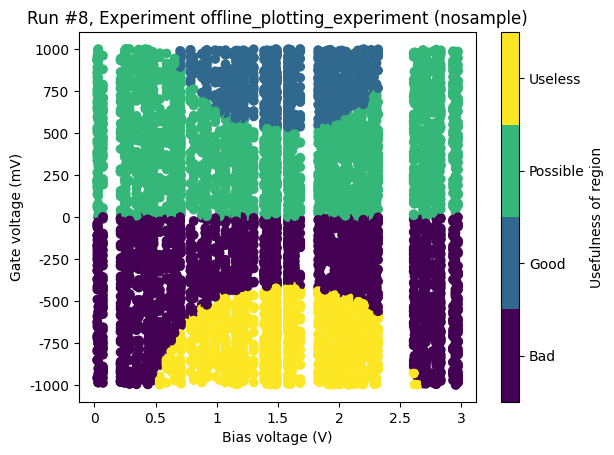 Run #8, Experiment offline_plotting_experiment (nosample)
1000
750
500
250
0
-250
-500
-750
-1000
Gate voltage (mV)
0
0.5
1
1.5
2
2.5
3
Bias voltage (V)
Useless
Possible
Good
Bad
Usefulness of region